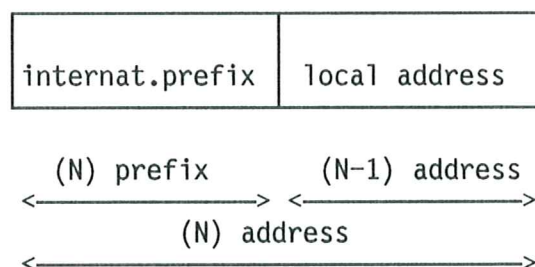 internat.prefix local address
(N) prefix (N-1) address
(N) address